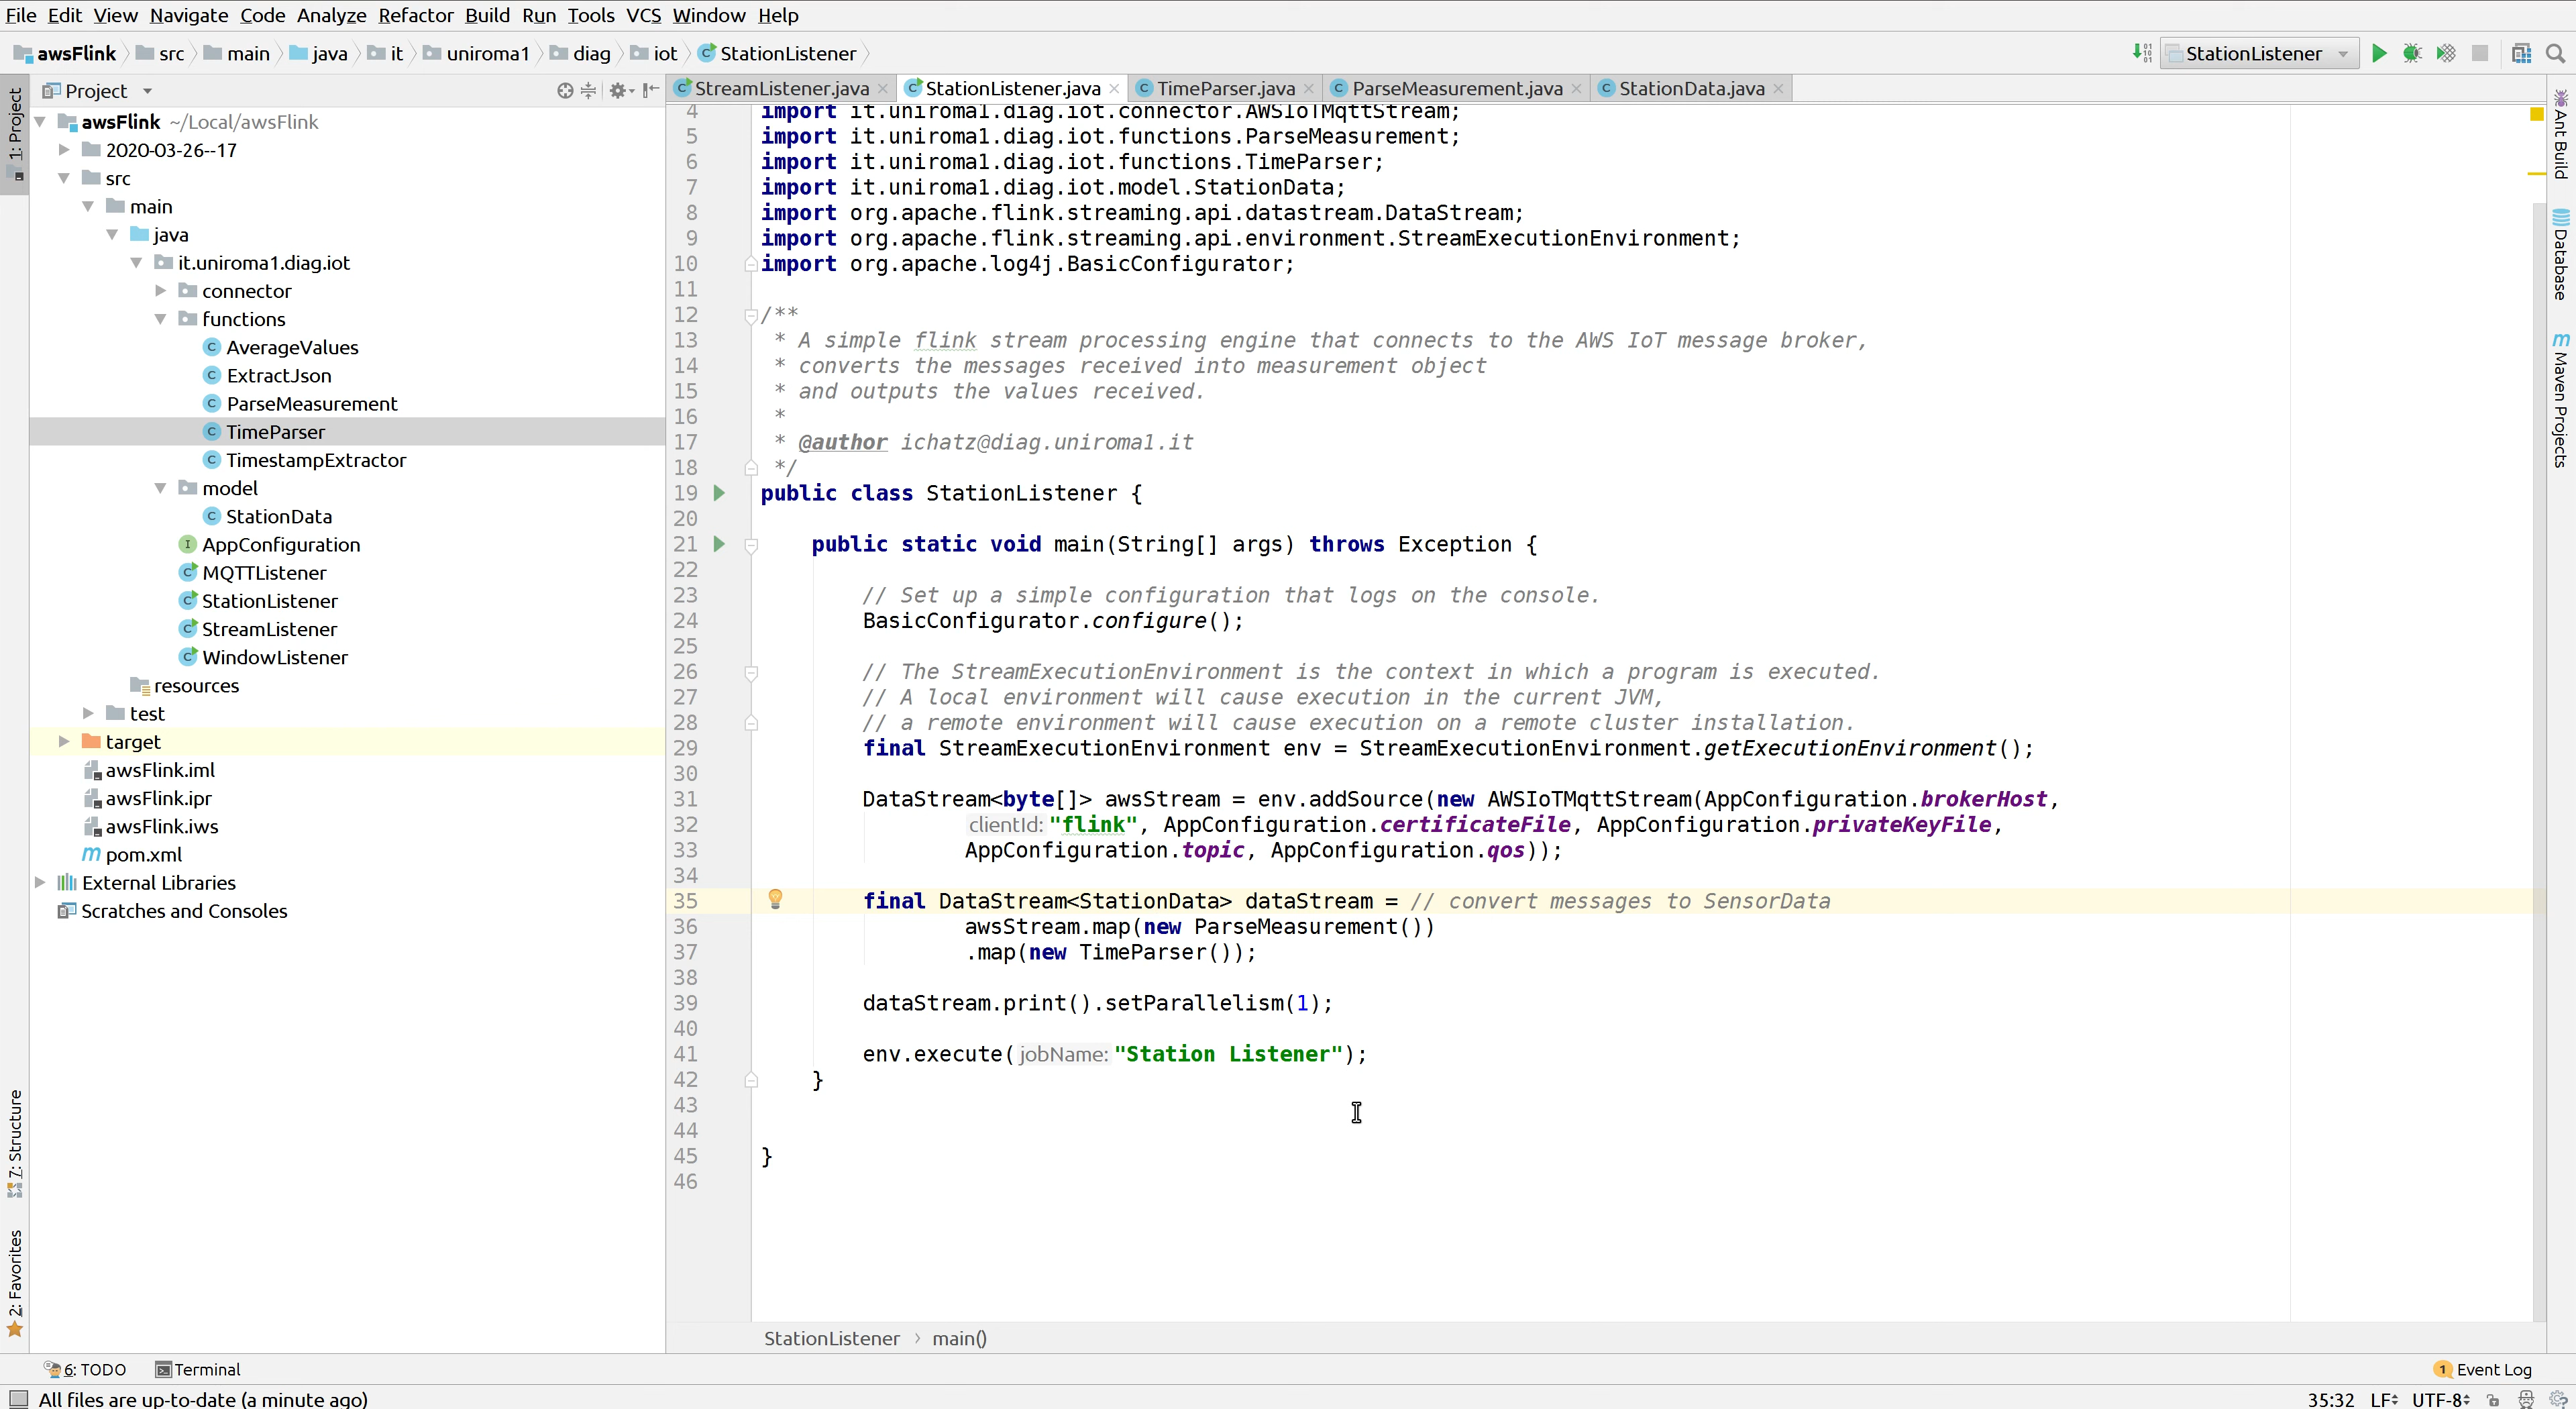 File Edit View Navigate Code Analyze Refactor Build Run Tools VCS Window Help
awsFlink src main java it uniroma1 diag iot StationListener
StationListener
1: Project
Project
StreamListener.java StationListener.java TimeParser.java ParseMeasurement.java StationData.java
awsFlink ~/Local/awsFlink
2020-03-26--17
src
main
java
it.uniroma1.diag.iot
connector
functions
AverageValues
ExtractJson
ParseMeasurement
TimeParser
TimestampExtractor
model
StationData
AppConfiguration
MQTTListener
StationListener
StreamListener
WindowListener
resources
test
target
awsFlink.iml
awsFlink.ipr
awsFlink.iws
pom.xml
External Libraries
Scratches and Consoles
7: Structure
2: Favorites
4 import it.uniroma1.diag.iot.connector.AWSIoTMqttStream;
5 import it.uniroma1.diag.iot.functions.ParseMeasurement;
6 import it.uniroma1.diag.iot.functions.TimeParser;
7 import it.uniroma1.diag.iot.model.StationData;
8 import org.apache.flink.streaming.api.datastream.DataStream;
9 import org.apache.flink.streaming.api.environment.StreamExecutionEnvironment;
10 import org.apache.log4j.BasicConfigurator;
11
12 /**
13 * A simple flink stream processing engine that connects to the AWS IoT message broker,
14 * converts the messages received into measurement object
15 * and outputs the values received.
16 *
17 * @author ichatz@diag.uniroma1.it
18 */
19 public class StationListener {
20
21 public static void main(String[] args) throws Exception {
22
23 // Set up a simple configuration that logs on the console.
24 BasicConfigurator.configure();
25
26 // The StreamExecutionEnvironment is the context in which a program is executed.
27 // A local environment will cause execution in the current JVM,
28 // a remote environment will cause execution on a remote cluster installation.
29 final StreamExecutionEnvironment env = StreamExecutionEnvironment.getExecutionEnvironment();
30
31 DataStream<byte[]> awsStream = env.addSource(new AWSIoTMqttStream(AppConfiguration.brokerHost,
32 clientId: "flink", AppConfiguration.certificateFile, AppConfiguration.privateKeyFile,
33 AppConfiguration.topic, AppConfiguration.qos));
34
35 final DataStream<StationData> dataStream = // convert messages to SensorData
36 awsStream.map(new ParseMeasurement())
37 .map(new TimeParser());
38
39 dataStream.print().setParallelism(1);
40
41 env.execute( jobName: "Station Listener");
42 }
43
44
45 }
46
StationListener › main()
Ant Build
Database
Maven Projects
6: TODO Terminal
1 Event Log
All files are up-to-date (a minute ago)
35:32 LF UTF-8